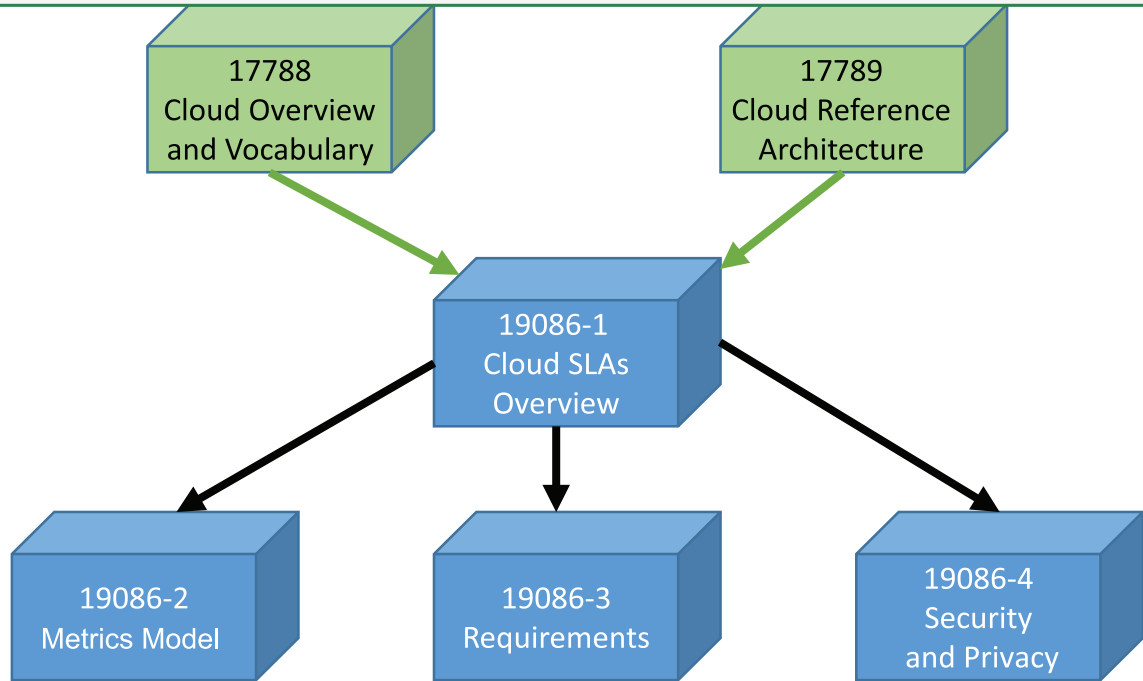 17788
Cloud Overview
and Vocabulary
17789
Cloud Reference
Architecture
19086-1
Cloud SLAs
Overview
19086-2
Metrics Model
19086-3
Requirements
19086-4
Security
and Privacy